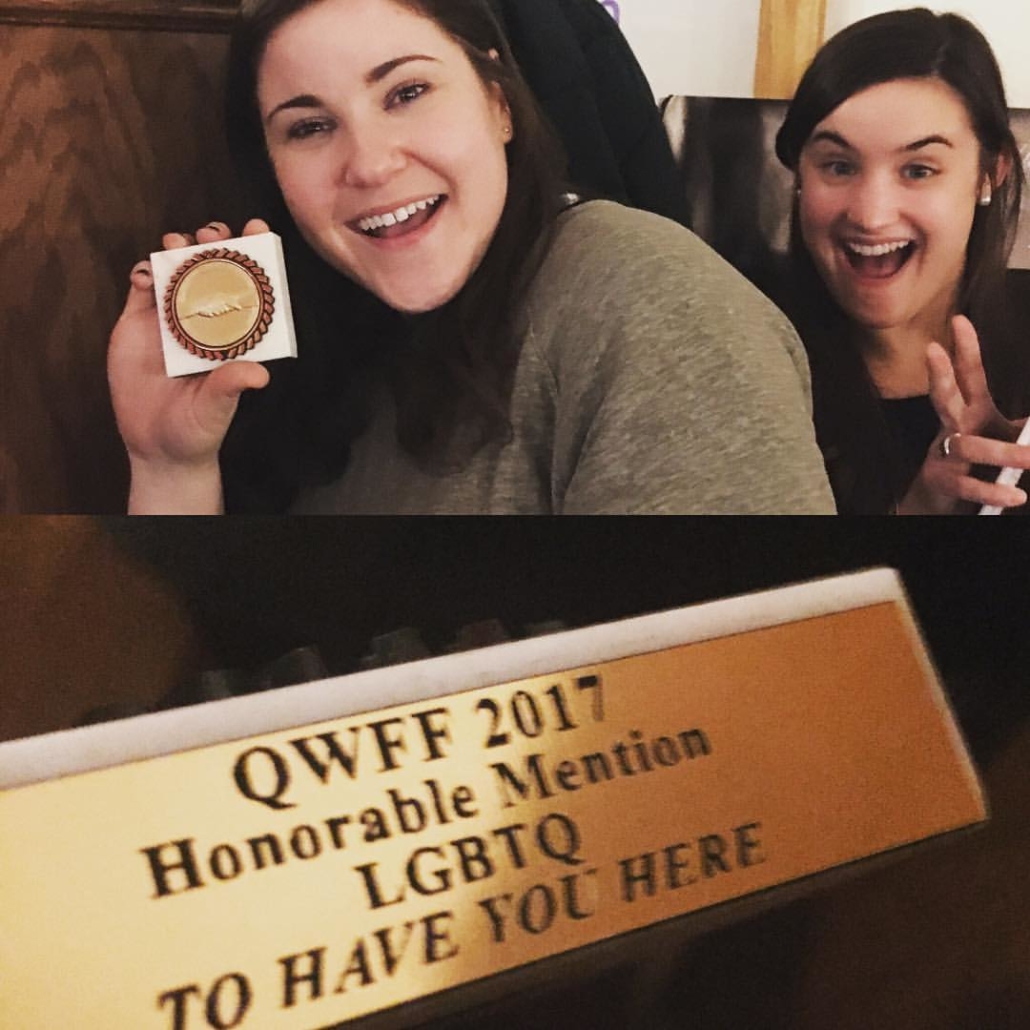 QWFF 2017
Honorable Mention
LGBTQ
TO HAVE YOU HERE